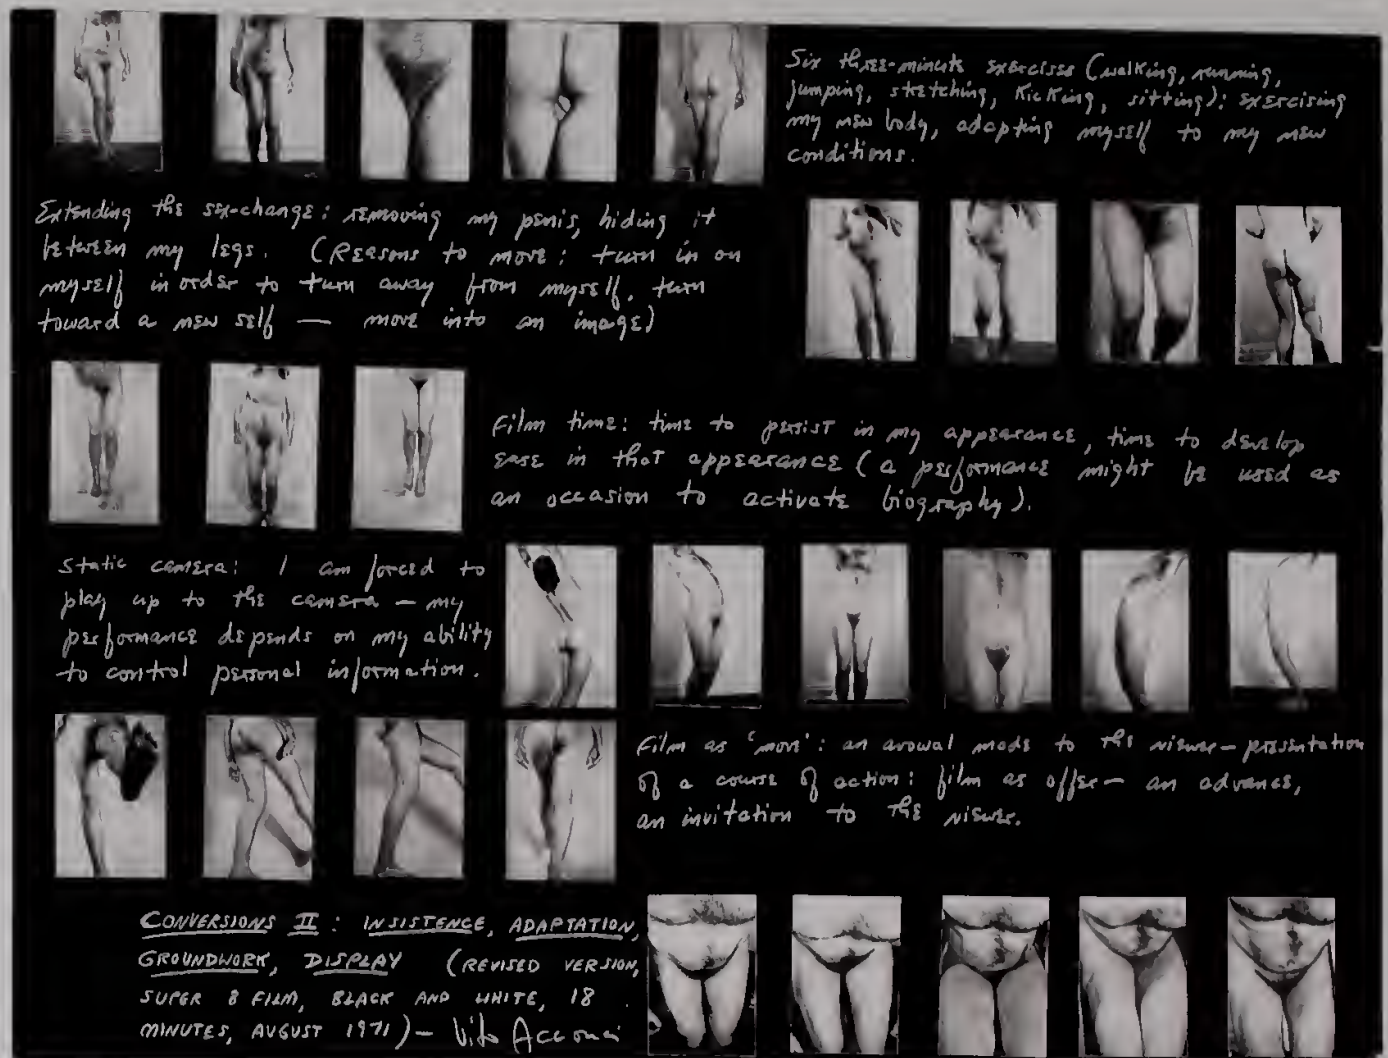 Six three-minute exercises (walking, running,
jumping, stretching, kicking, sitting): exercising
my new body, adapting myself to my new
conditions.
Extending the sex-change: removing my penis, hiding it
between my legs. (Reasons to move: turn in on
myself in order to turn away from myself, turn
toward a new self — move into an image)
Film time: time to persist in my appearance, time to develop
ease in that appearance (a performance might be used as
an occasion to activate biography).
Static camera: I am forced to
play up to the camera — my
performance depends on my ability
to control personal information.
Film as 'move': an avowal made to the viewer — presentation
of a course of action: film as offer — an advance,
an invitation to the viewer.
CONVERSIONS II: INSISTENCE, ADAPTATION,
GROUNDWORK, DISPLAY (REVISED VERSION,
SUPER 8 FILM, BLACK AND WHITE, 18
MINUTES, AUGUST 1971) — Vito Acconci